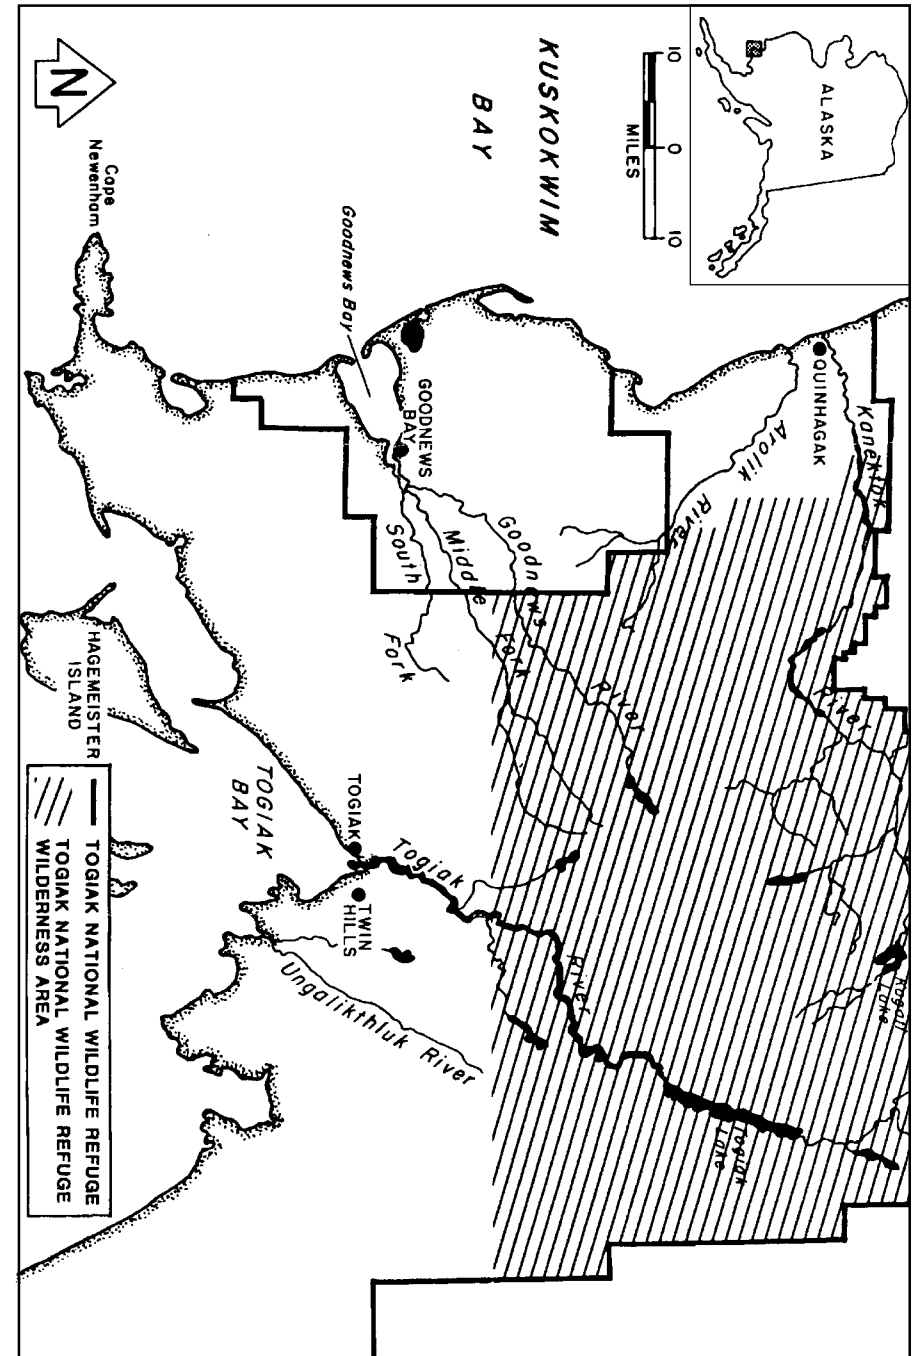 ALASKA
10 0 10
MILES
KUSKOKWIM
BAY
N
Cape
Newenham
Goodnews Bay
GOODNEWS
BAY
QUINHAGAK
Kanektok
River
Arolik
River
Goodnews
River
Middle
Fork
South
Fork
HAGEMEISTER
ISLAND
TOGIAK
BAY
TOGIAK
TWIN
HILLS
Togiak
River
Ungalikthluk River
Togiak
Lake
Kagati
Lake
TOGIAK NATIONAL WILDLIFE REFUGE
TOGIAK NATIONAL WILDLIFE REFUGE
WILDERNESS AREA